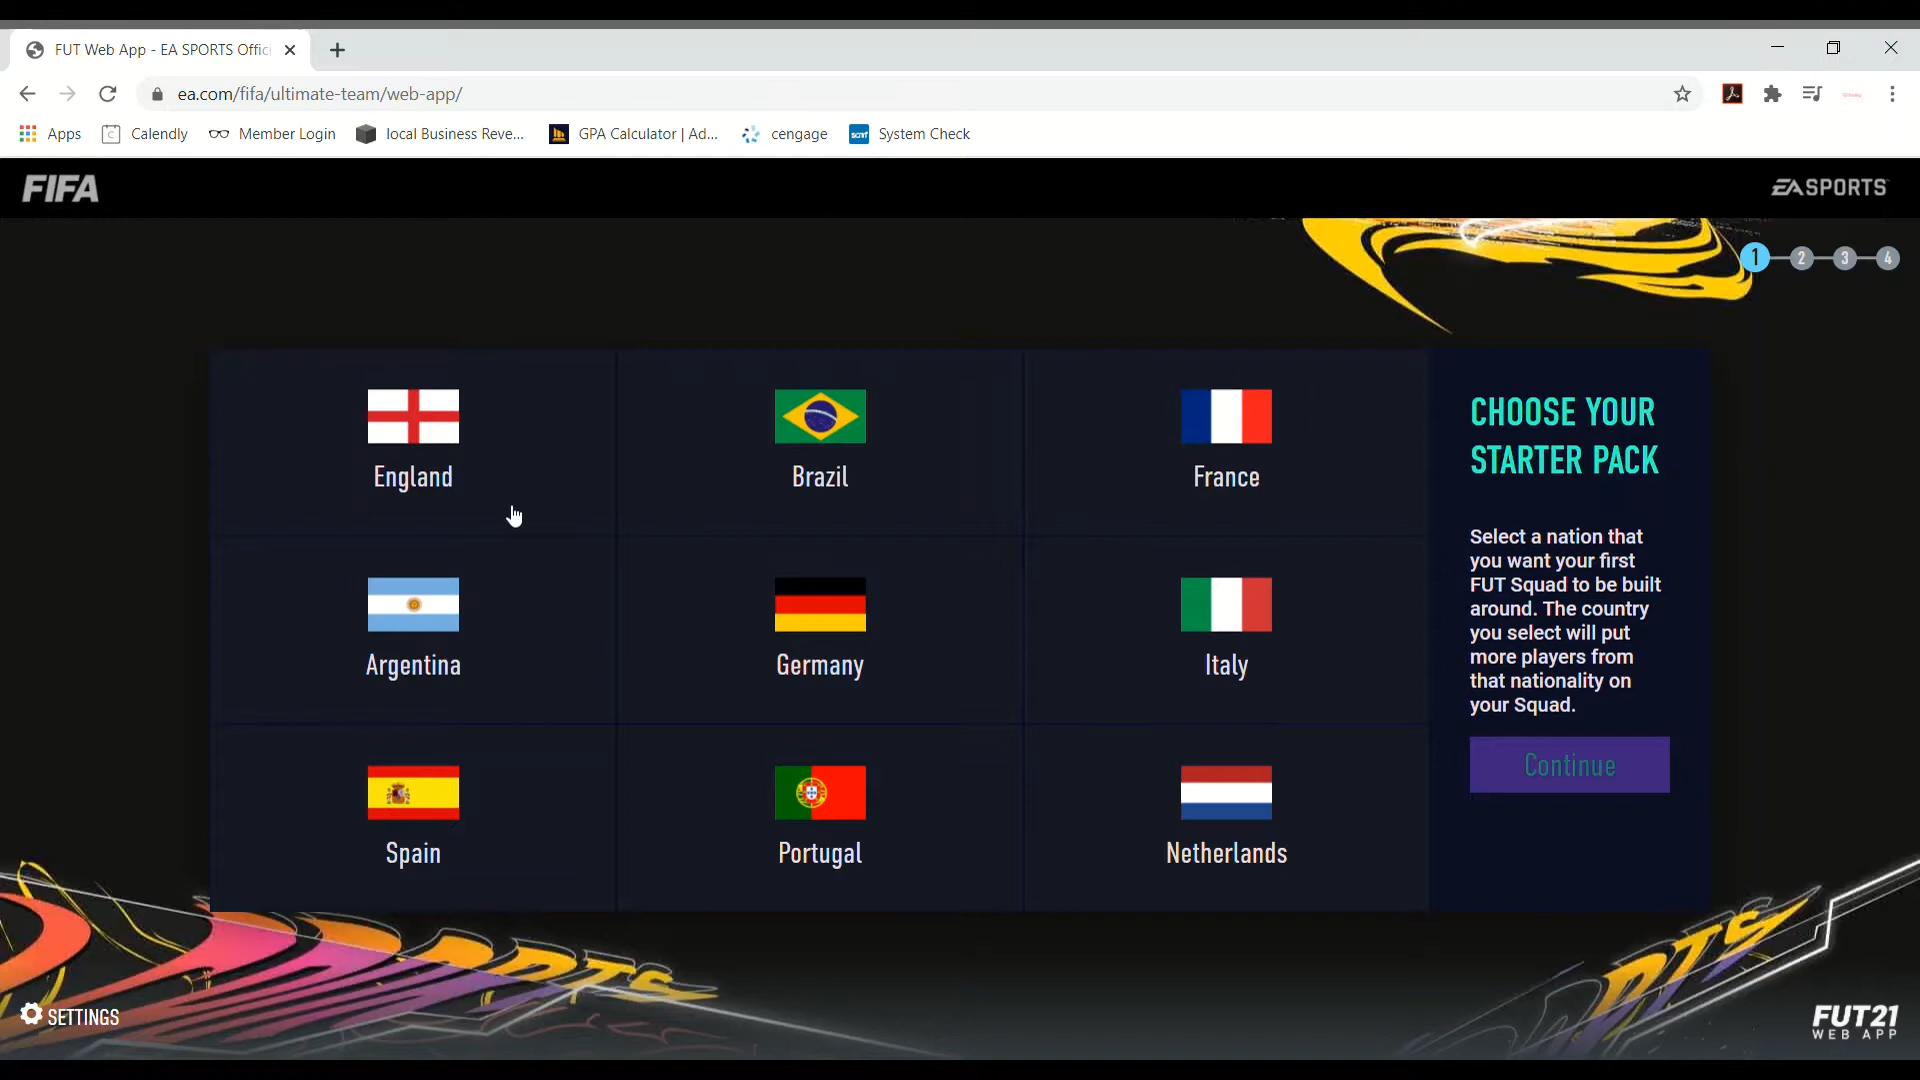 FUT Web App - EA SPORTS Offic
ea.com/fifa/ultimate-team/web-app/
Apps
Calendly
Member Login
local Business Reve...
GPA Calculator | Ad...
cengage
System Check
FIFA
EA SPORTS
1
2
3
4
England
Brazil
France
Argentina
Germany
Italy
Spain
Portugal
Netherlands
CHOOSE YOUR
STARTER PACK
Select a nation that
you want your first
FUT Squad to be built
around. The country
you select will put
more players from
that nationality on
your Squad.
Continue
SETTINGS
FUT21
WEB APP